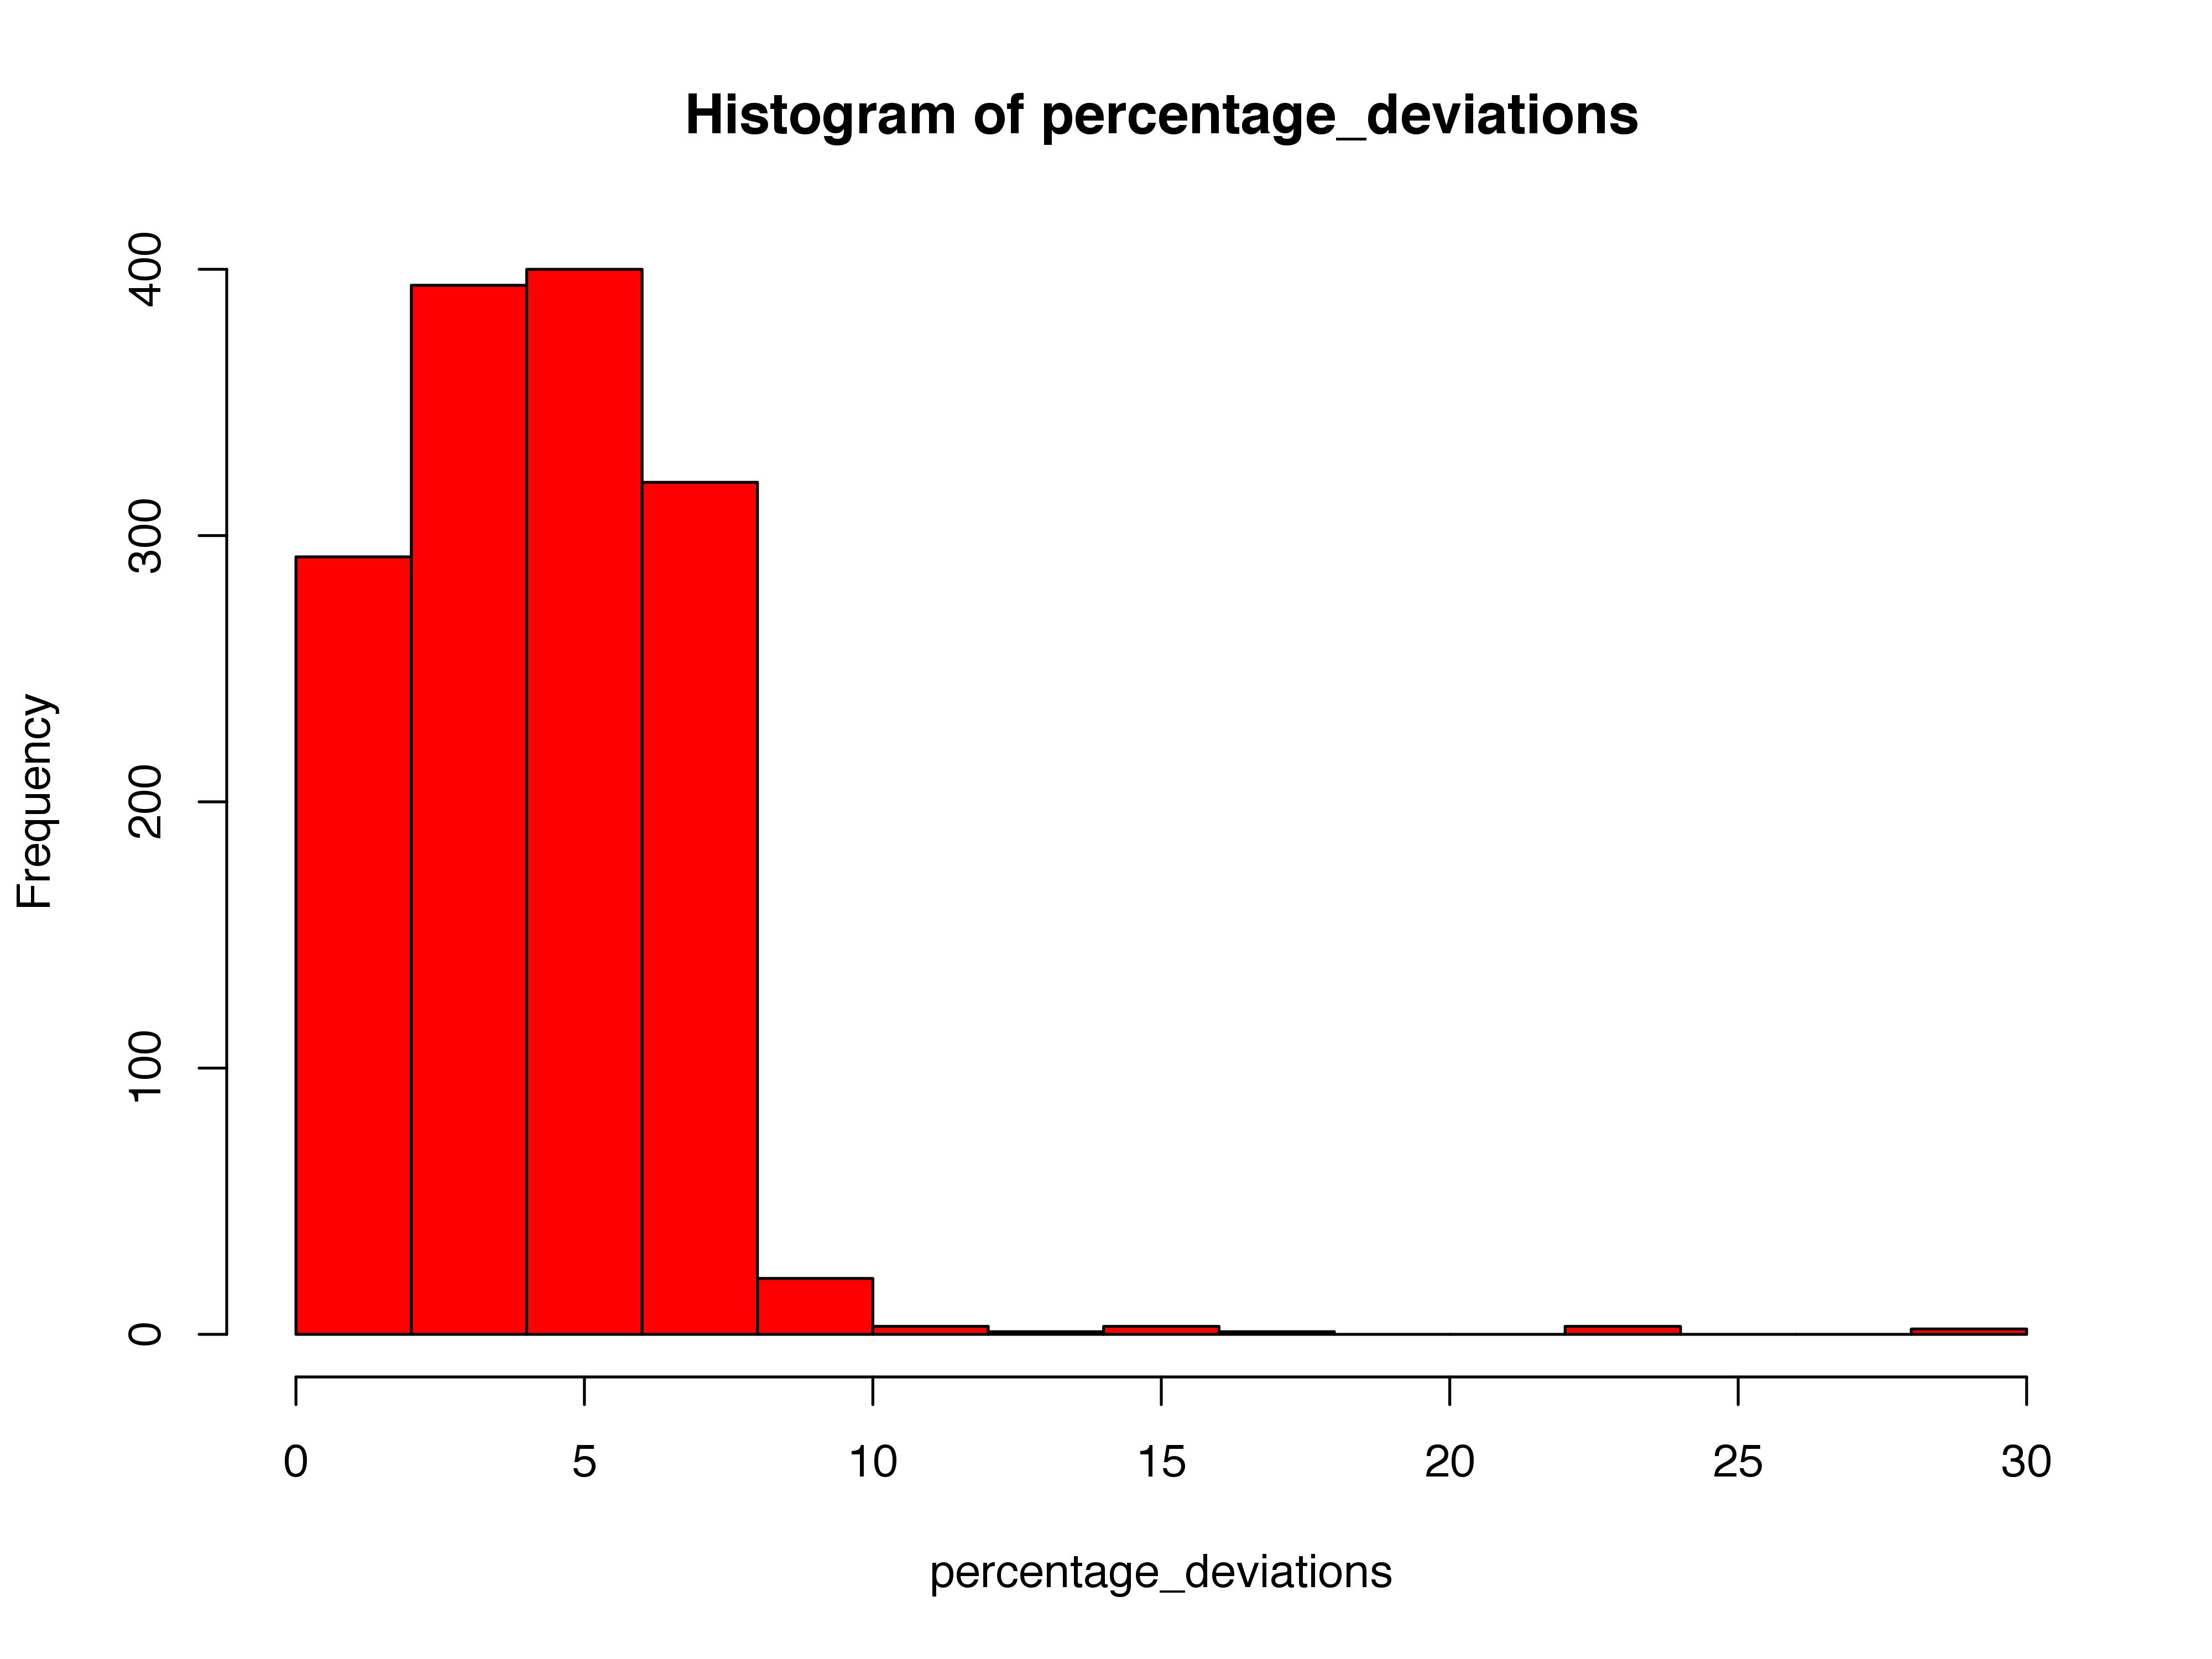 Histogram of percentage_deviations
Frequency
400
300
200
100
0
0 5 10 15 20 25 30
percentage_deviations